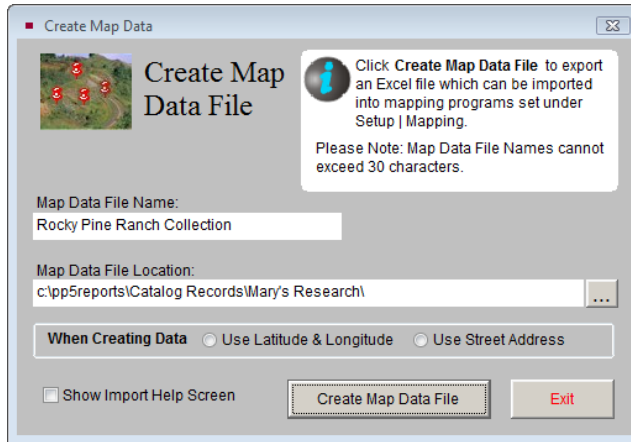 Create Map Data
Create Map
Data File
Click Create Map Data File to export
an Excel file which can be imported
into mapping programs set under
Setup | Mapping.
Please Note: Map Data File Names cannot
exceed 30 characters.
Map Data File Name:
Rocky Pine Ranch Collection
Map Data File Location:
c:\pp5reports\Catalog Records\Mary's Research\
...
When Creating Data Use Latitude & Longitude Use Street Address
Show Import Help Screen Create Map Data File Exit